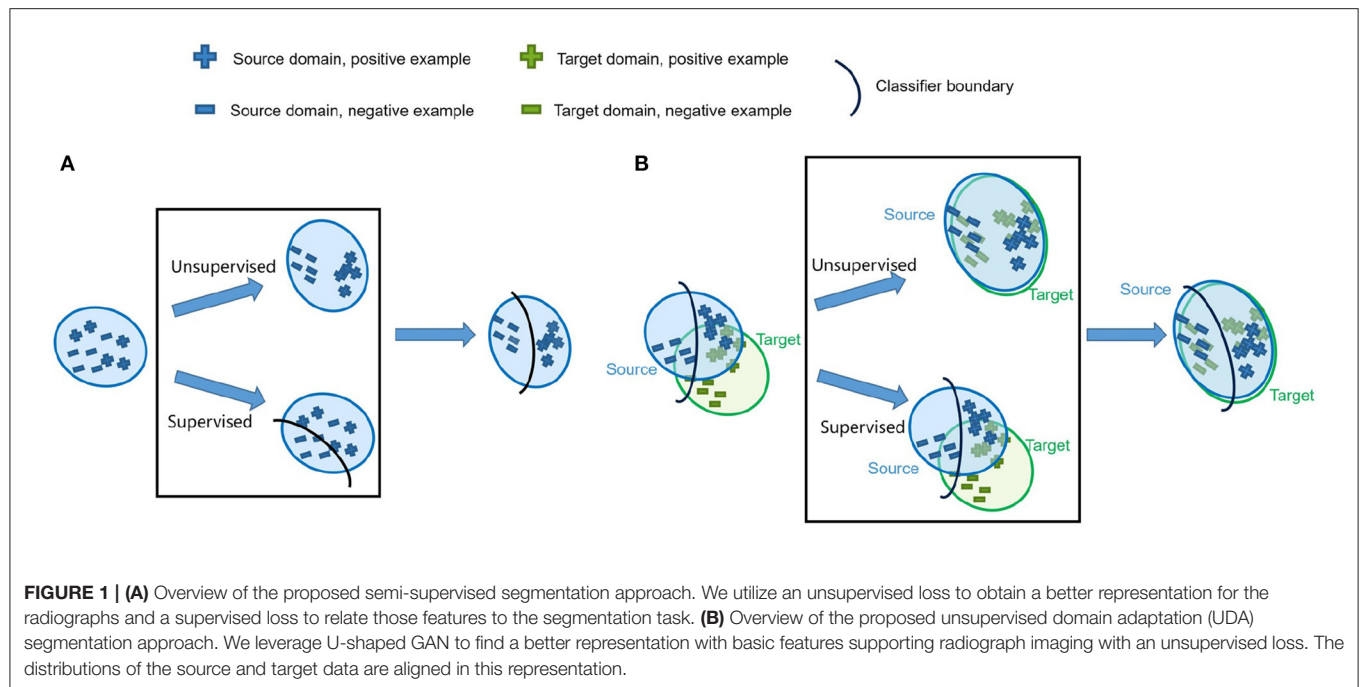 Source domain, positive example
Target domain, positive example
Source domain, negative example
Target domain, negative example
Classifier boundary
A
Unsupervised
Supervised
B
Source
Target
Unsupervised
Source
Target
Supervised
Source
Target
Source
Target
FIGURE 1 | (A) Overview of the proposed semi-supervised segmentation approach. We utilize an unsupervised loss to obtain a better representation for the
radiographs and a supervised loss to relate those features to the segmentation task. (B) Overview of the proposed unsupervised domain adaptation (UDA)
segmentation approach. We leverage U-shaped GAN to find a better representation with basic features supporting radiograph imaging with an unsupervised loss. The
distributions of the source and target data are aligned in this representation.